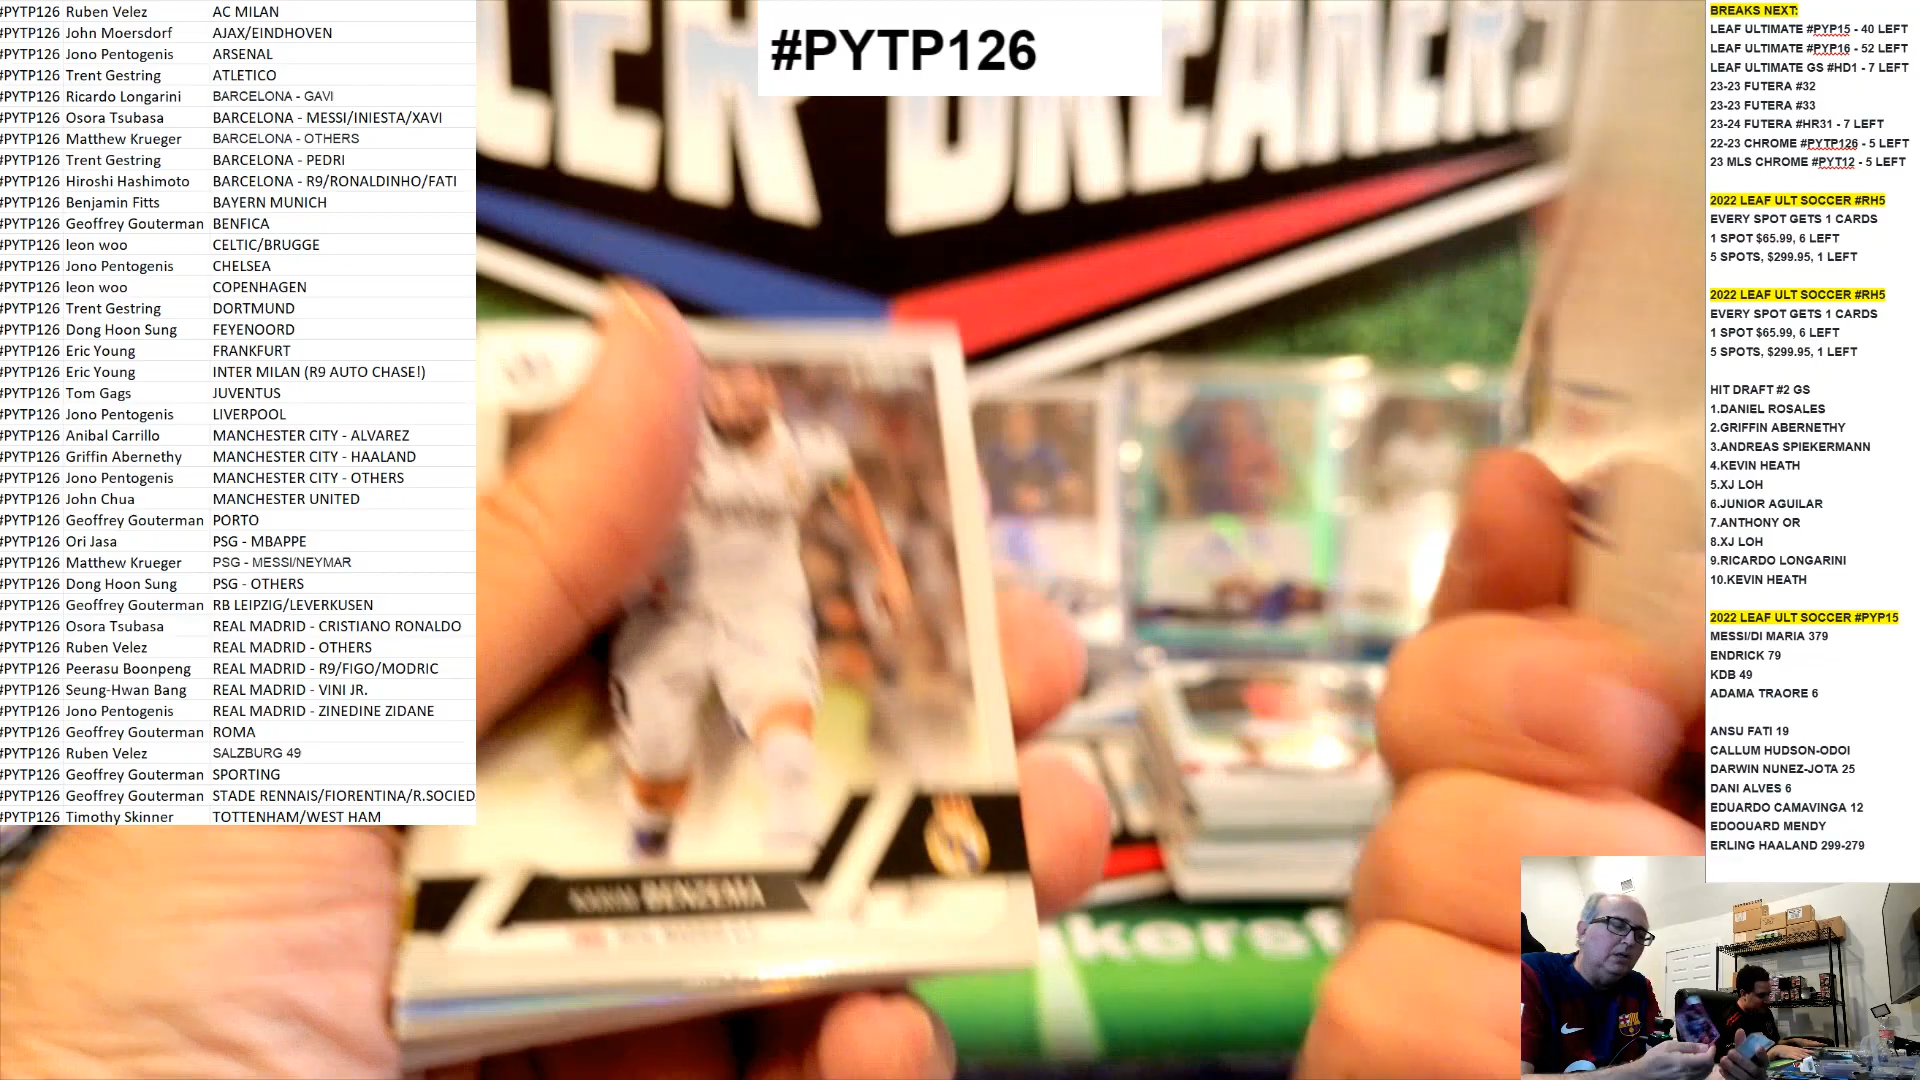 #PYTP126 Ruben Velez AC MILAN
#PYTP126 John Moersdorf AJAX/EINDHOVEN
#PYTP126 Jono Pentogenis ARSENAL
#PYTP126 Trent Gestring ATLETICO
#PYTP126 Ricardo Longarini BARCELONA - GAVI
#PYTP126 Osora Tsubasa BARCELONA - MESSI/INIESTA/XAVI
#PYTP126 Matthew Krueger BARCELONA - OTHERS
#PYTP126 Trent Gestring BARCELONA - PEDRI
#PYTP126 Hiroshi Hashimoto BARCELONA - R9/RONALDINHO/FATI
#PYTP126 Benjamin Fitts BAYERN MUNICH
#PYTP126 Geoffrey Gouterman BENFICA
#PYTP126 leon woo CELTIC/BRUGGE
#PYTP126 Jono Pentogenis CHELSEA
#PYTP126 leon woo COPENHAGEN
#PYTP126 Trent Gestring DORTMUND
#PYTP126 Dong Hoon Sung FEYENOORD
#PYTP126 Eric Young FRANKFURT
#PYTP126 Eric Young INTER MILAN (R9 AUTO CHASE!)
#PYTP126 Tom Gags JUVENTUS
#PYTP126 Jono Pentogenis LIVERPOOL
#PYTP126 Anibal Carrillo MANCHESTER CITY - ALVAREZ
#PYTP126 Griffin Abernethy MANCHESTER CITY - HAALAND
#PYTP126 Jono Pentogenis MANCHESTER CITY - OTHERS
#PYTP126 John Chua MANCHESTER UNITED
#PYTP126 Geoffrey Gouterman PORTO
#PYTP126 Ori Jasa PSG - MBAPPE
#PYTP126 Matthew Krueger PSG - MESSI/NEYMAR
#PYTP126 Dong Hoon Sung PSG - OTHERS
#PYTP126 Geoffrey Gouterman RB LEIPZIG/LEVERKUSEN
#PYTP126 Osora Tsubasa REAL MADRID - CRISTIANO RONALDO
#PYTP126 Ruben Velez REAL MADRID - OTHERS
#PYTP126 Peerasu Boonpeng REAL MADRID - R9/FIGO/MODRIC
#PYTP126 Seung-Hwan Bang REAL MADRID - VINI JR.
#PYTP126 Jono Pentogenis REAL MADRID - ZINEDINE ZIDANE
#PYTP126 Geoffrey Gouterman ROMA
#PYTP126 Ruben Velez SALZBURG 49
#PYTP126 Geoffrey Gouterman SPORTING
#PYTP126 Geoffrey Gouterman STADE RENNAIS/FIORENTINA/R.SOCIED
#PYTP126 Timothy Skinner TOTTENHAM/WEST HAM
#PYTP126
BREAKERS
BENZEMA
BREAKS NEXT:
LEAF ULTIMATE #PYP15 - 40 LEFT
LEAF ULTIMATE #PYP16 - 52 LEFT
LEAF ULTIMATE GS #HD1 - 7 LEFT
23-23 FUTERA #32
23-23 FUTERA #33
23-24 FUTERA #HR31 - 7 LEFT
22-23 CHROME #PYTP126 - 5 LEFT
23 MLS CHROME #PYT12 - 5 LEFT
2022 LEAF ULT SOCCER #RH5
EVERY SPOT GETS 1 CARDS
1 SPOT $65.99, 6 LEFT
5 SPOTS, $299.95, 1 LEFT
2022 LEAF ULT SOCCER #RH5
EVERY SPOT GETS 1 CARDS
1 SPOT $65.99, 6 LEFT
5 SPOTS, $299.95, 1 LEFT
HIT DRAFT #2 GS
1.DANIEL ROSALES
2.GRIFFIN ABERNETHY
3.ANDREAS SPIEKERMANN
4.KEVIN HEATH
5.XJ LOH
6.JUNIOR AGUILAR
7.ANTHONY OR
8.XJ LOH
9.RICARDO LONGARINI
10.KEVIN HEATH
2022 LEAF ULT SOCCER #PYP15
MESSI/DI MARIA 379
ENDRICK 79
KDB 49
ADAMA TRAORE 6
ANSU FATI 19
CALLUM HUDSON-ODOI
DARWIN NUNEZ-JOTA 25
DANI ALVES 6
EDUARDO CAMAVINGA 12
EDOOUARD MENDY
ERLING HAALAND 299-279